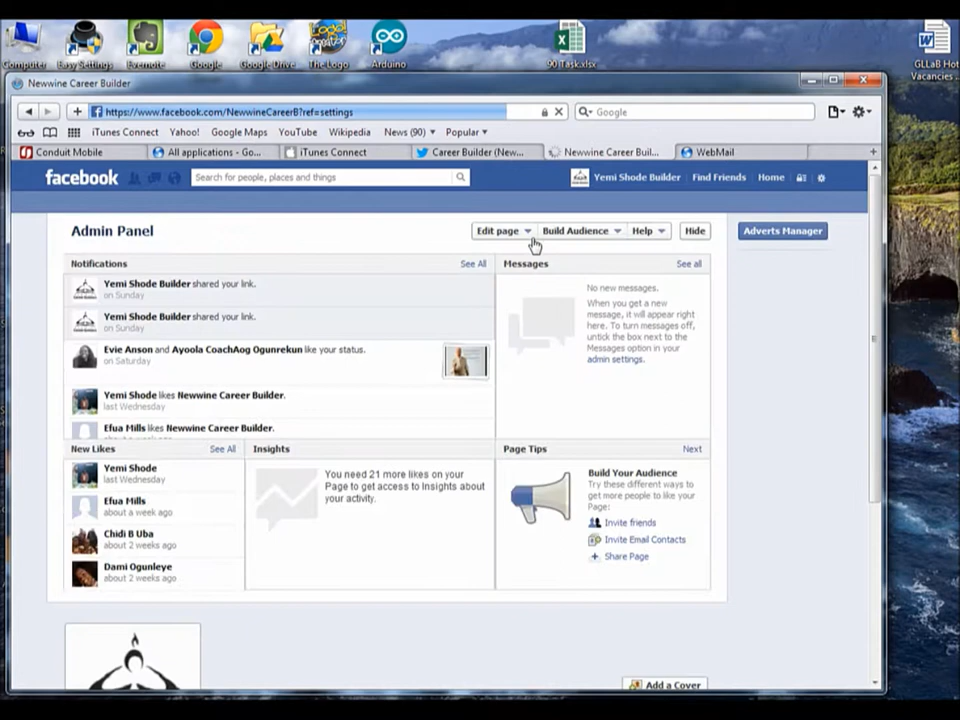 Computer
Easy Settings
Evernote
Google
Google Drive
The Logo
Arduino
90 iTask.xlsx
GLLaB Hot
Vacancies
Newwine Career Builder
https://www.facebook.com/NewwineCareerB?ref=settings
Google
iTunes Connect Yahoo! Google Maps YouTube Wikipedia News (90) Popular
Conduit Mobile
All applications - Go...
iTunes Connect
Career Builder (New...
Newwine Career Buil...
WebMail
facebook
Search for people, places and things
Yemi Shode Builder Find Friends Home
Admin Panel
Edit page Build Audience Help Hide
Adverts Manager
Notifications See All
Yemi Shode Builder shared your link.
on Sunday
Yemi Shode Builder shared your link.
on Sunday
Evie Anson and Ayoola CoachAog Ogunrekun like your status.
on Saturday
Yemi Shode likes Newwine Career Builder.
last Wednesday
Efua Mills likes Newwine Career Builder.
Messages See all
No new messages.
When you get a new
message, it will appear right
here. To turn messages off,
untick the box next to the
Messages option in your
admin settings.
New Likes See All
Yemi Shode
last Wednesday
Efua Mills
about a week ago
Chidi B Uba
about 2 weeks ago
Dami Ogunleye
about 2 weeks ago
Insights
You need 21 more likes on your
Page to get access to Insights about
your activity.
Page Tips Next
Build Your Audience
Try these different ways to
get more people to like your
Page:
Invite friends
Invite Email Contacts
Share Page
Add a Cover